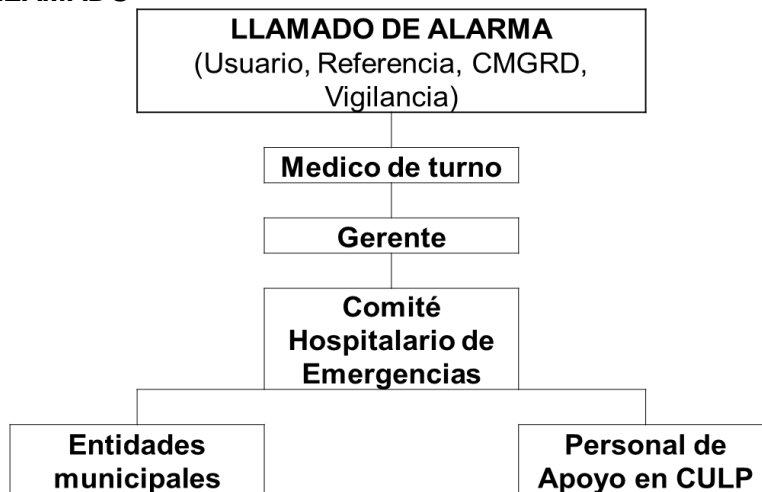 LLAMADO DE ALARMA
(Usuario, Referencia, CMGRD,
Vigilancia)
Medico de turno
Gerente
Comité
Hospitalario de
Emergencias
Entidades
municipales
Personal de
Apoyo en CULP